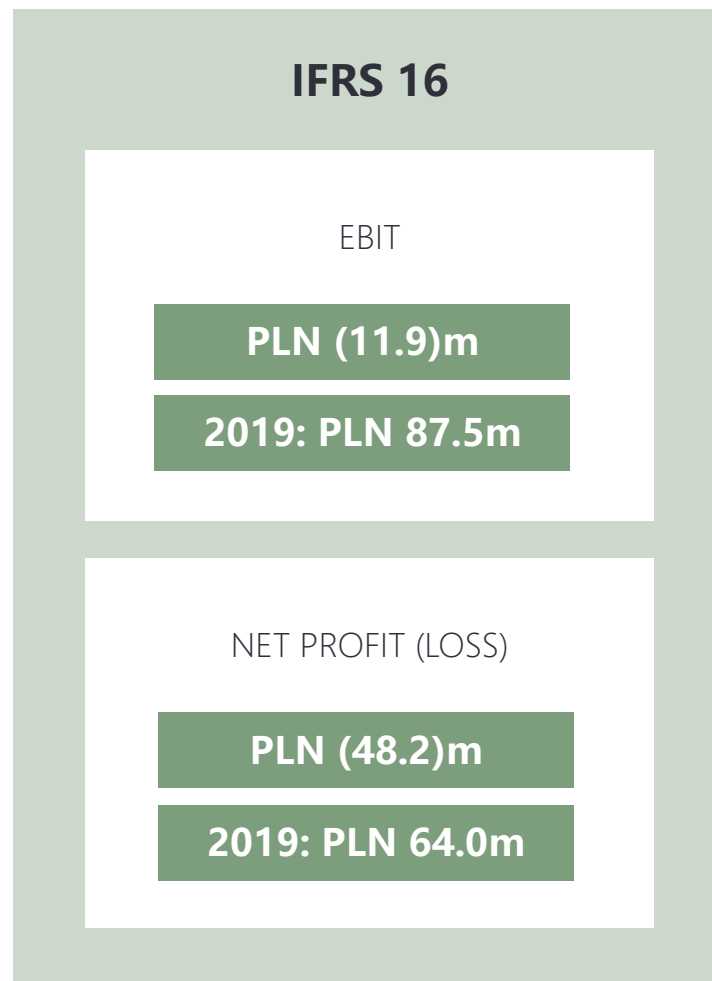 IFRS 16
EBIT
PLN (11.9)m
2019: PLN 87.5m
NET PROFIT (LOSS)
PLN (48.2)m
2019: PLN 64.0m